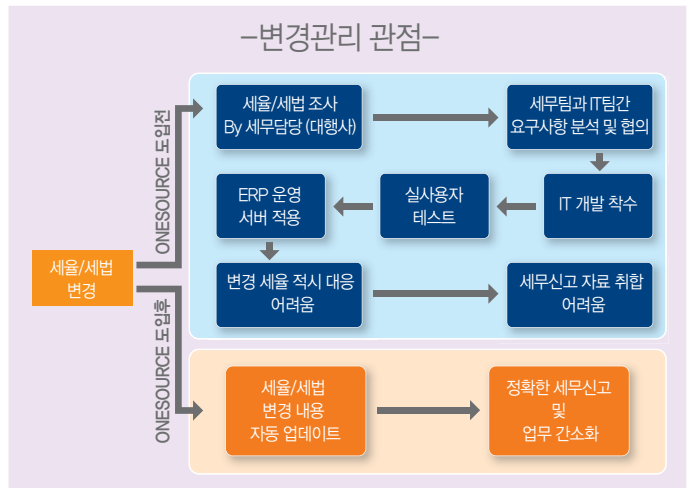 –변경관리 관점–
ONESOURCE 도입전
세율/세법 조사
By 세무담당 (대행사)
세무팀과 IT팀간
요구사항 분석 및 협의
IT 개발 착수
실사용자
테스트
ERP 운영
서버 적용
변경 세율 적시 대응
어려움
세무신고 자료 취합
어려움
세율/세법
변경
ONESOURCE 도입후
세율/세법
변경 내용
자동 업데이트
정확한 세무신고
및
업무 간소화